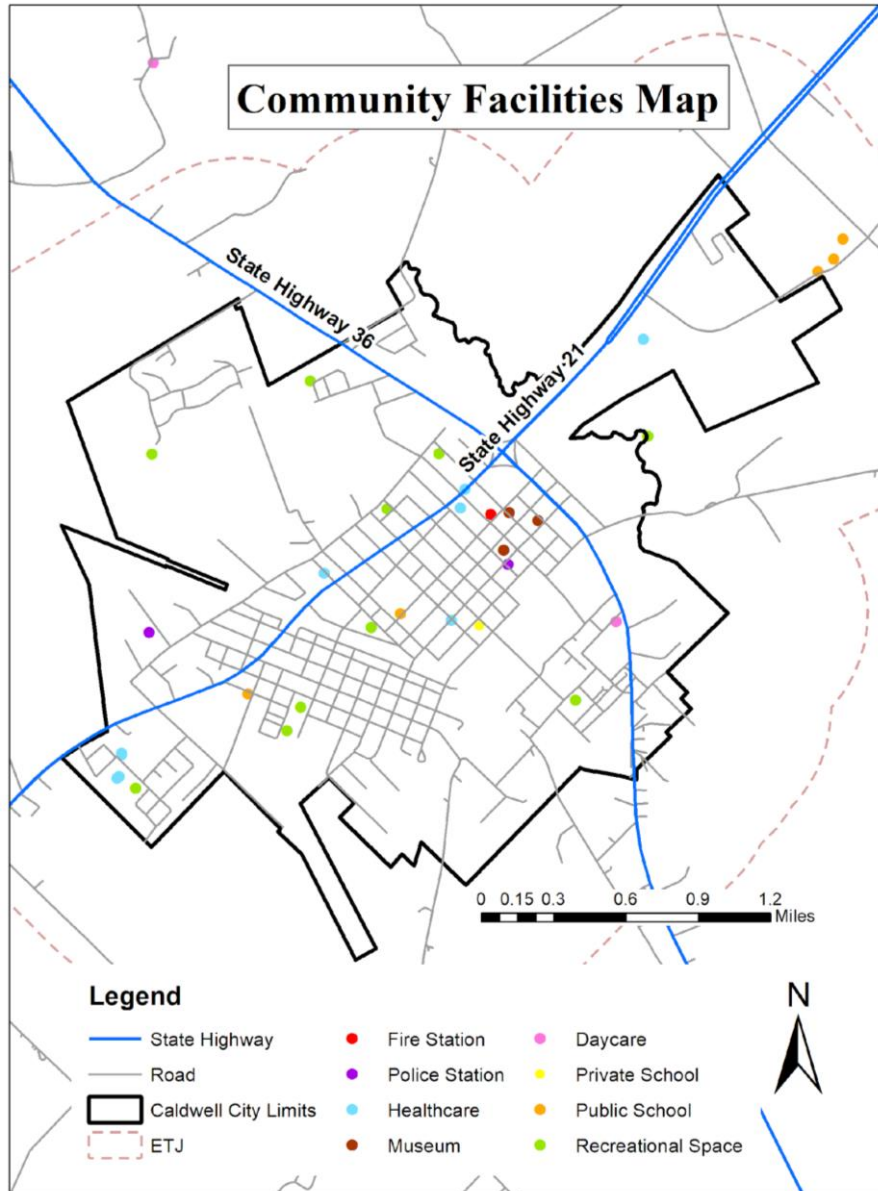 Community Facilities Map
State Highway 36
State Highway 21
0 0.15 0.3 0.6 0.9 1.2
Miles
Legend
State Highway
Road
Caldwell City Limits
ETJ
Fire Station
Police Station
Healthcare
Museum
Daycare
Private School
Public School
Recreational Space
N